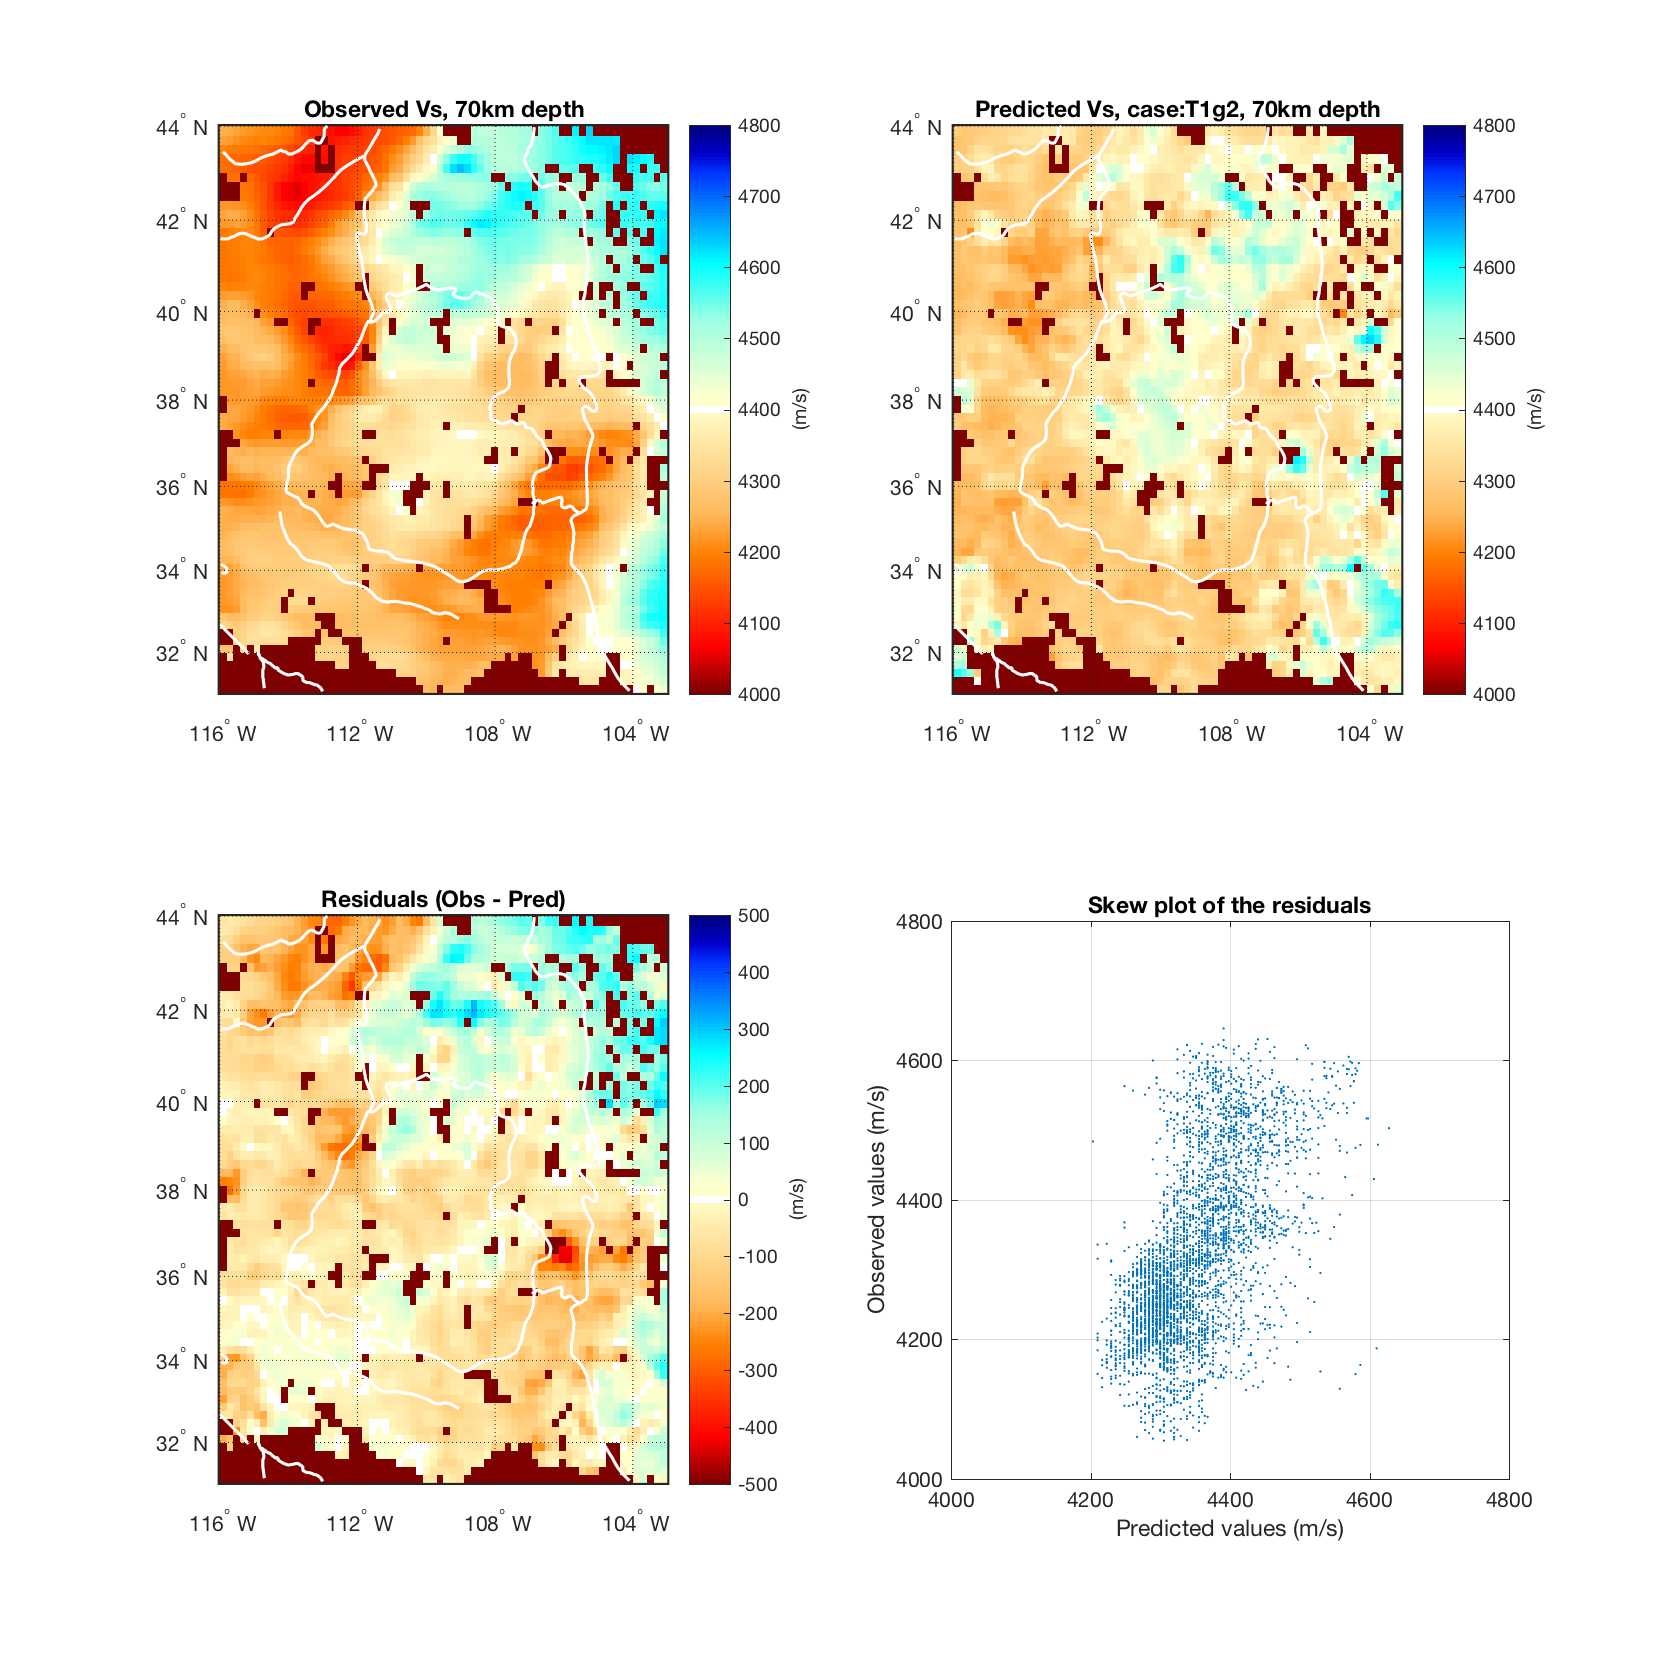 Observed Vs, 70km depth
44° N
42° N
40° N
38° N
36° N
34° N
32° N
116° W
112° W
108° W
104° W
4800
4700
4600
4500
4400
4300
4200
4100
4000
(m/s)
Predicted Vs, case:T1g2, 70km depth
44° N
42° N
40° N
38° N
36° N
34° N
32° N
116° W
112° W
108° W
104° W
4800
4700
4600
4500
4400
4300
4200
4100
4000
(m/s)
Residuals (Obs - Pred)
44° N
42° N
40° N
38° N
36° N
34° N
32° N
116° W
112° W
108° W
104° W
500
400
300
200
100
0
-100
-200
-300
-400
-500
(m/s)
Skew plot of the residuals
Observed values (m/s)
4800
4600
4400
4200
4000
4000
4200
4400
4600
4800
Predicted values (m/s)